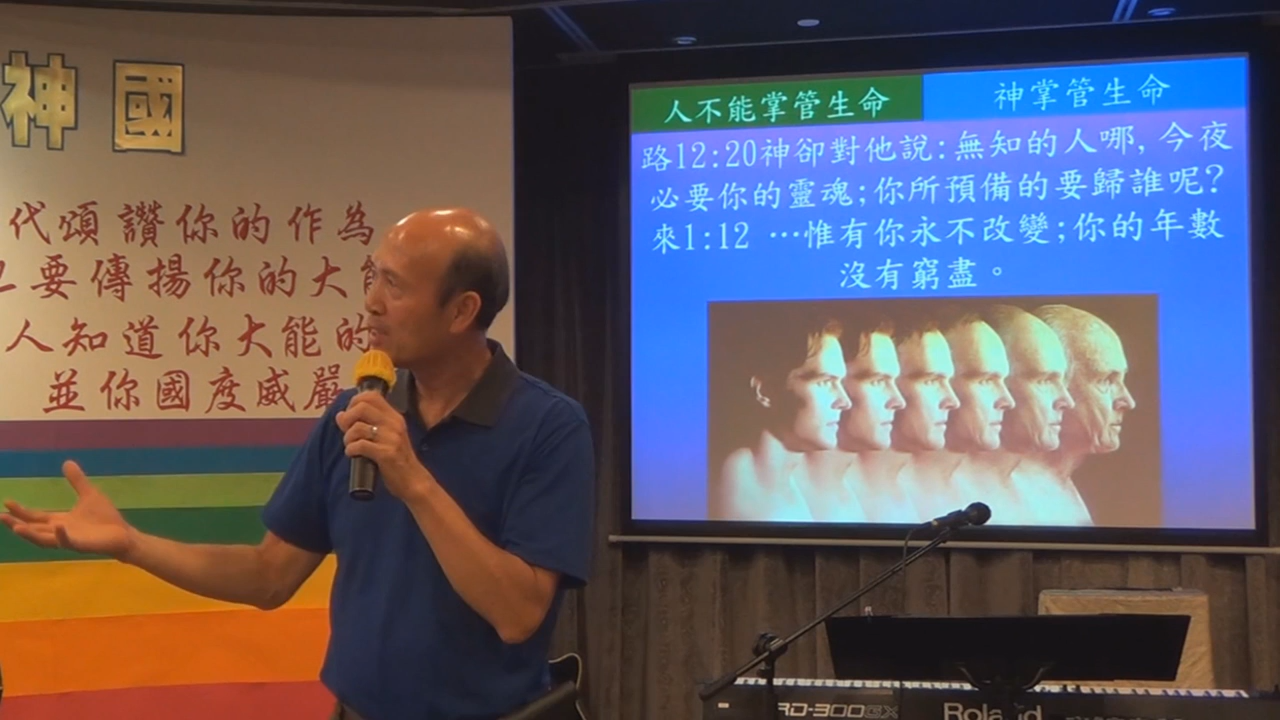 神國
代頌讚你的作為
要傳揚你的大能
人知道你大能的
並你國度威嚴
人不能掌管生命
神掌管生命
路12:20神卻對他說:無知的人哪,今夜
必要你的靈魂;你所預備的要歸誰呢?
來1:12 …惟有你永不改變;你的年數
沒有窮盡。
RD-300GX
Roland